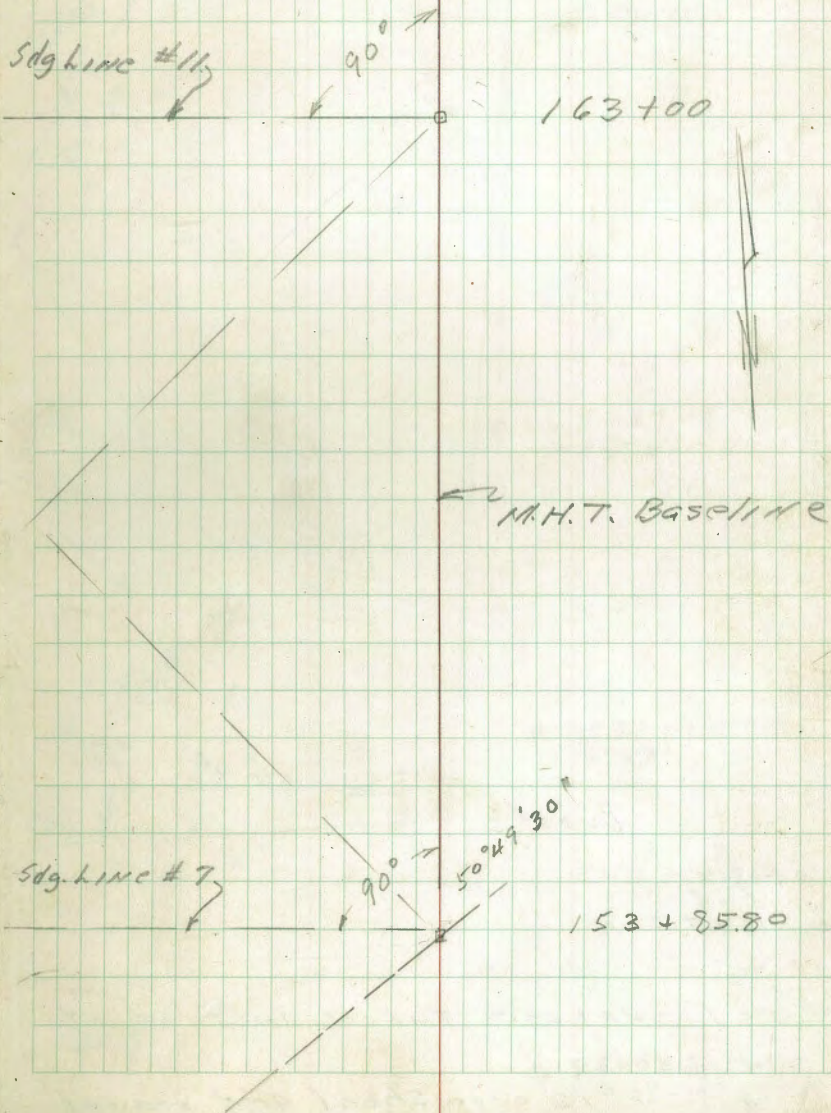 90°
Sdg Line #11
163+00
M.H.T. Baseline
50°49'30"
90°
Sdg. Line #7
153+85.80